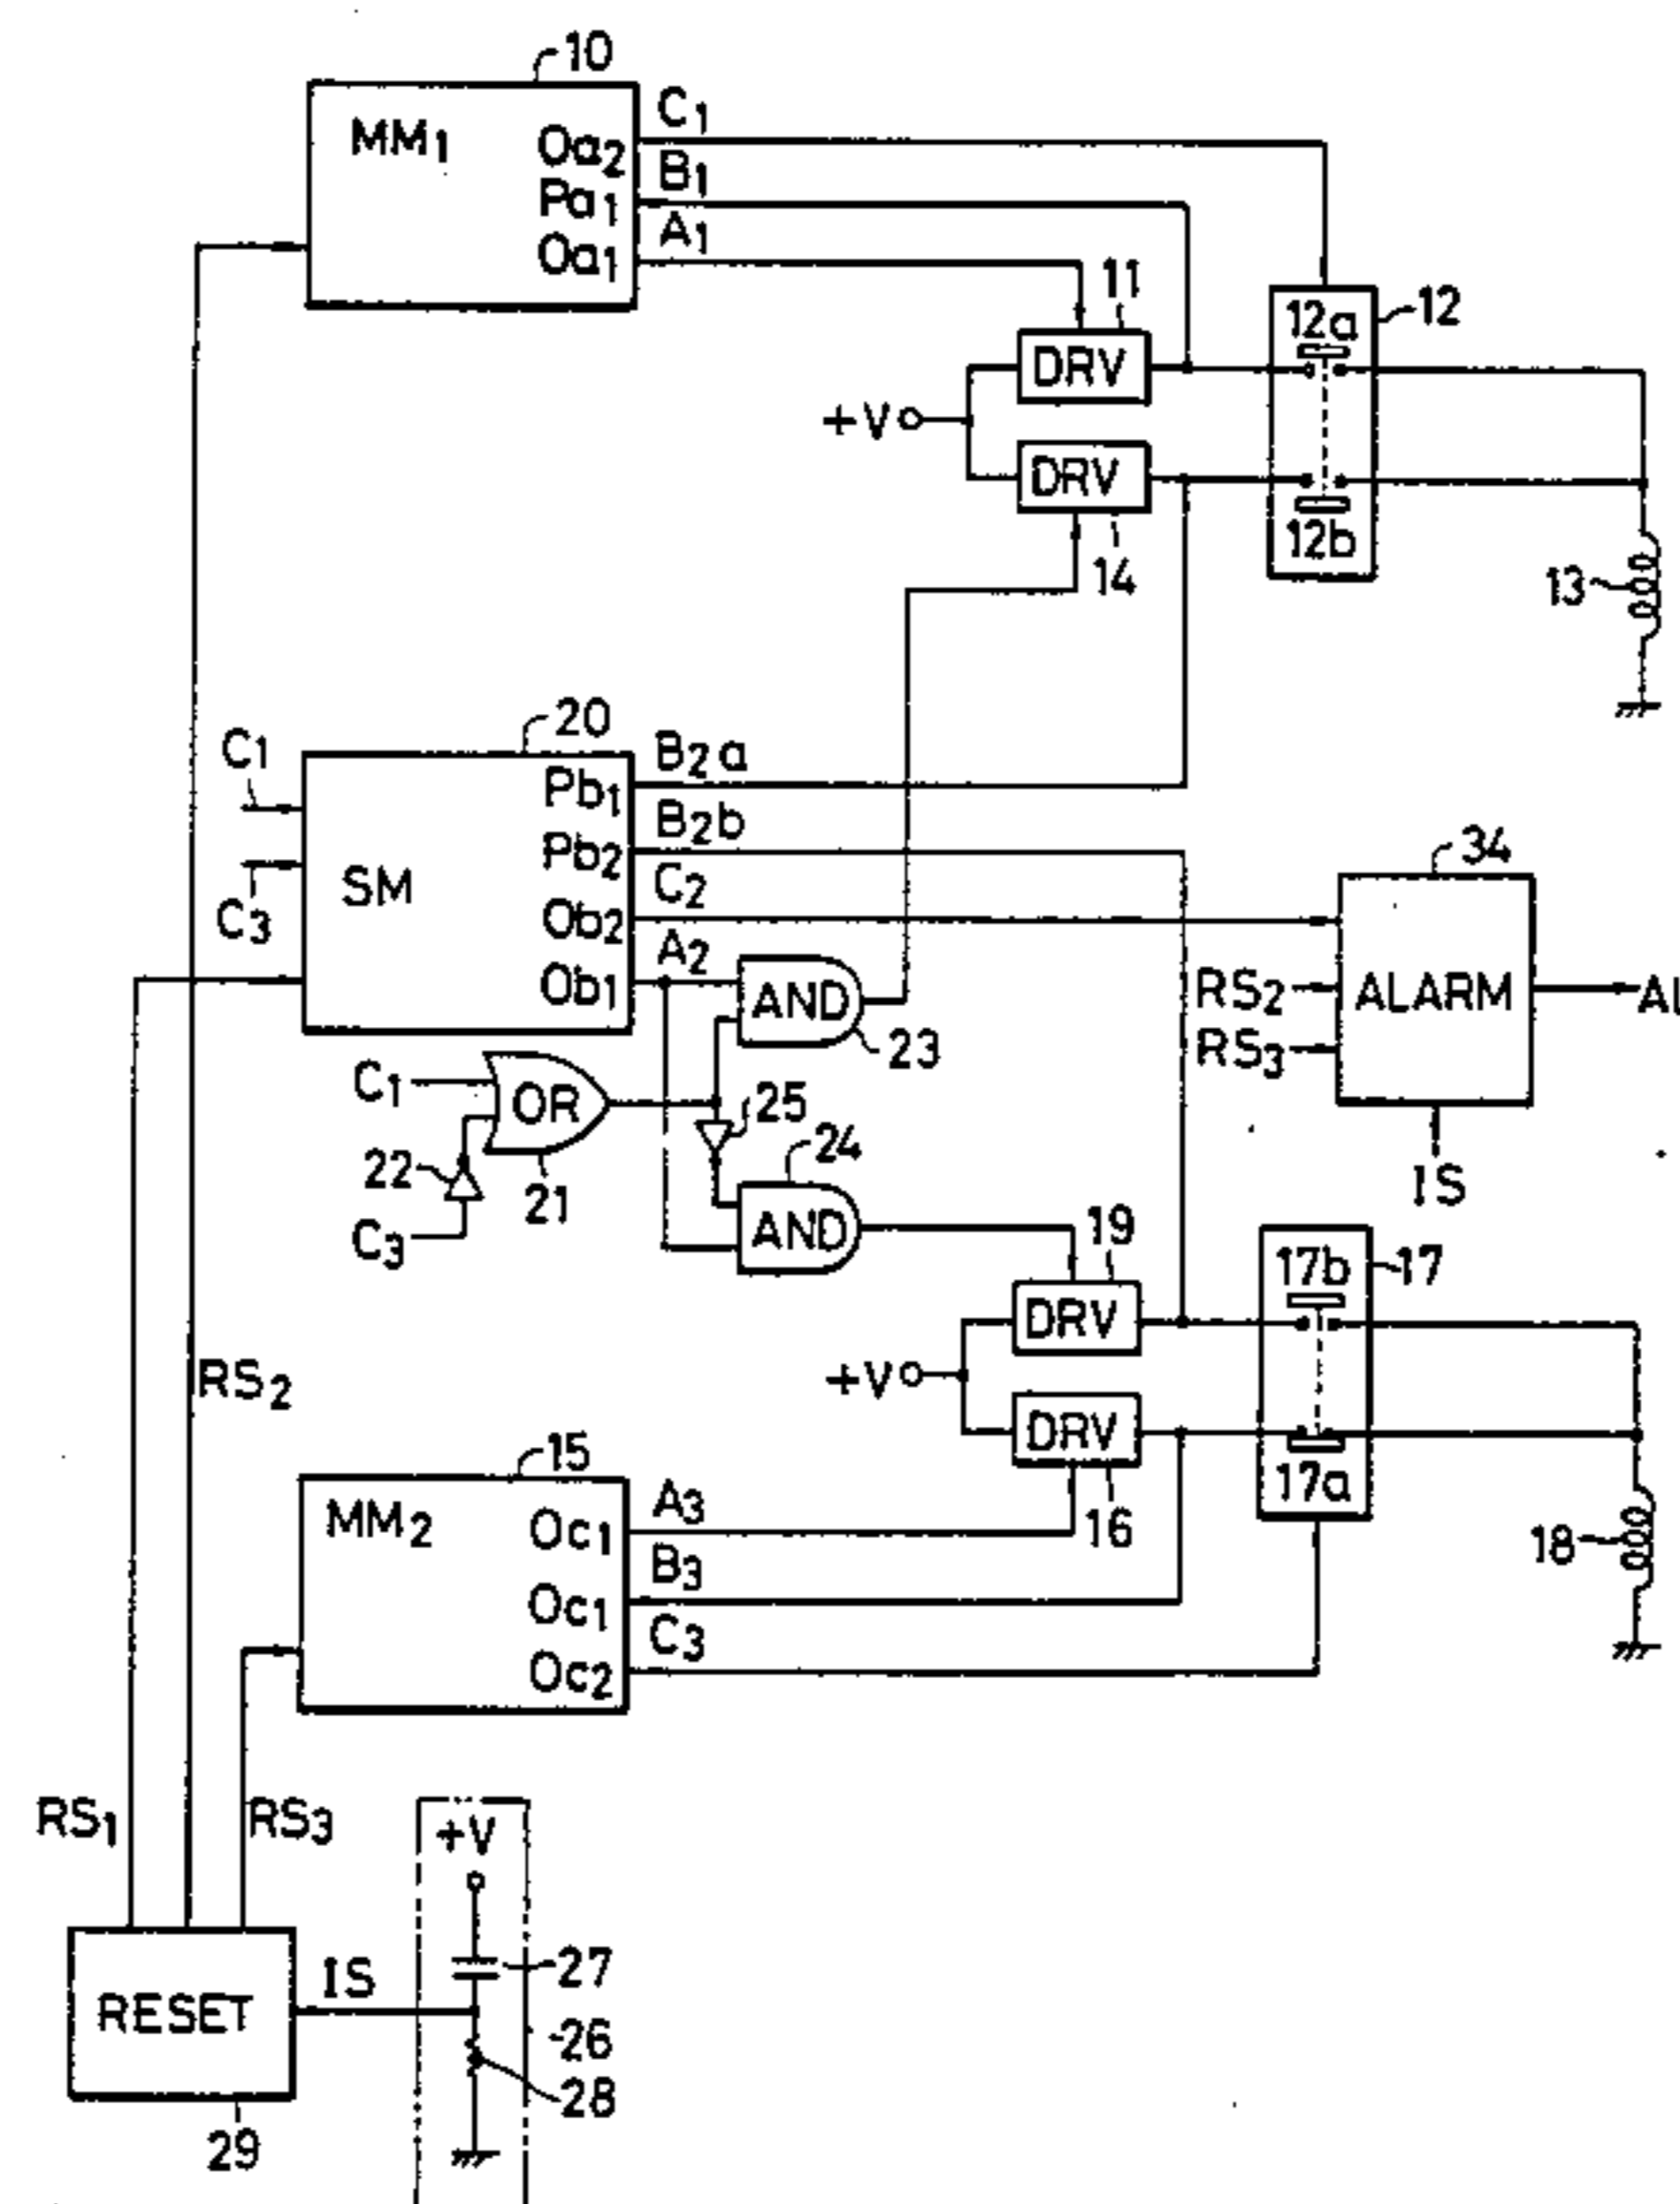 10
MM1
Oa2
Pa1
Oa1
C1
B1
A1
11
12a
12
DRV
+V
DRV
12b
14
13
20
C1
C3
SM
Pb1
Pb2
Ob2
Ob1
B2a
B2b
C2
A2
34
RS2
RS3
ALARM
IS
AND
23
C1
OR
25
22
21
C3
24
AND
19
17b
17
DRV
+V
DRV
17a
16
18
RS2
15
MM2
Oc1
Oc1
Oc2
A3
B3
C3
RS1
RS3
+V
27
IS
RESET
26
28
29